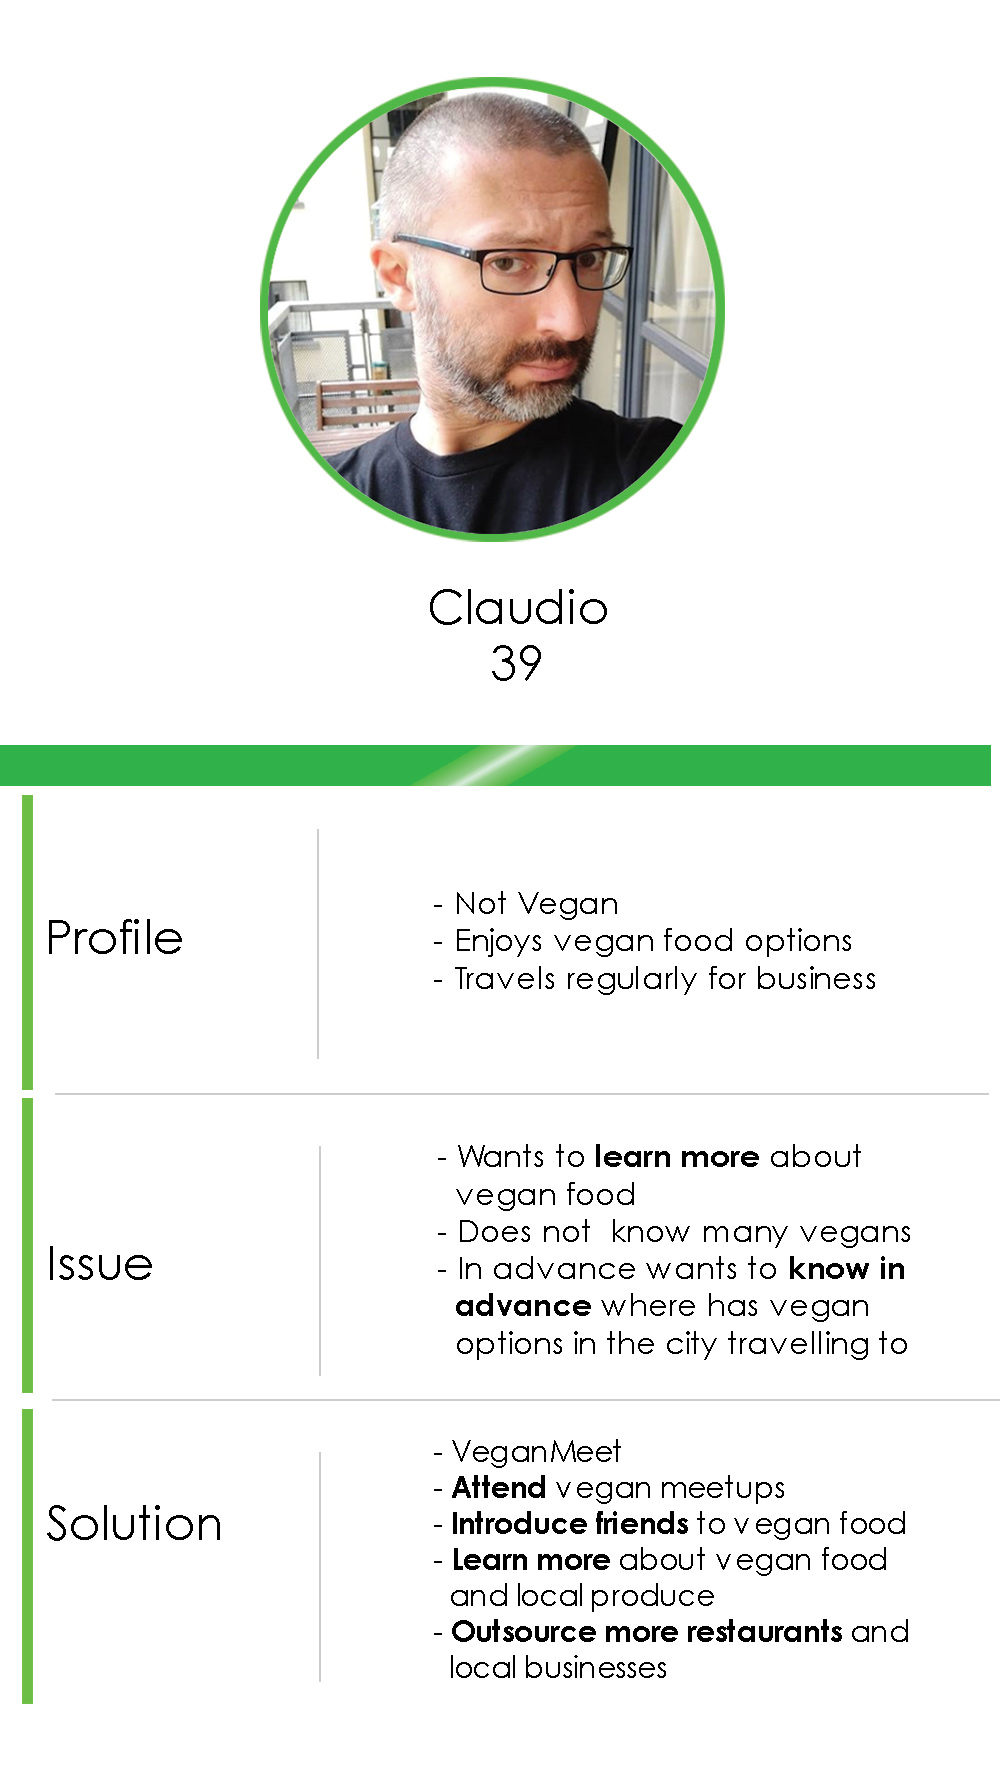 Claudio
39
Profile
- Not Vegan
- Enjoys vegan food options
- Travels regularly for business
Issue
- Wants to learn more about
vegan food
- Does not  know many vegans
- In advance wants to know in
advance where has vegan
options in the city travelling to
Solution
- VeganMeet
- Attend vegan meetups
- Introduce friends to vegan food
- Learn more about vegan food
and local produce
- Outsource more restaurants and
local businesses